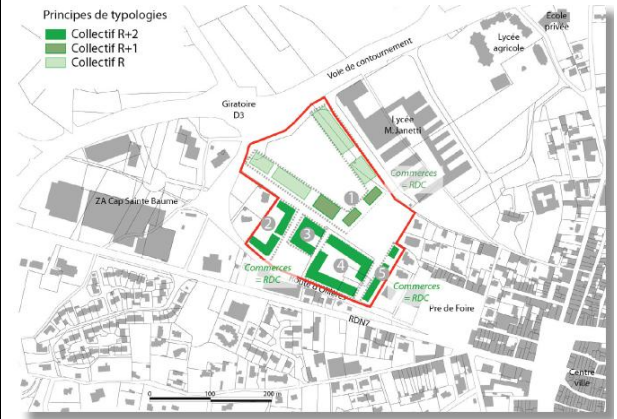 Principes de typologies
Collectif R+2
Collectif R+1
Collectif R
Voie de contournement
École
privée
Lycée
agricole
Giratoire
D3
Lycée
M. Janetti
Commerces
= RDC
1
ZA Cap Sainte Baume
2
3
4
5
Commerces
= RDC
Commerces
= RDC
RDN7
Pre de Foire
Centre
ville
0
100
200 m